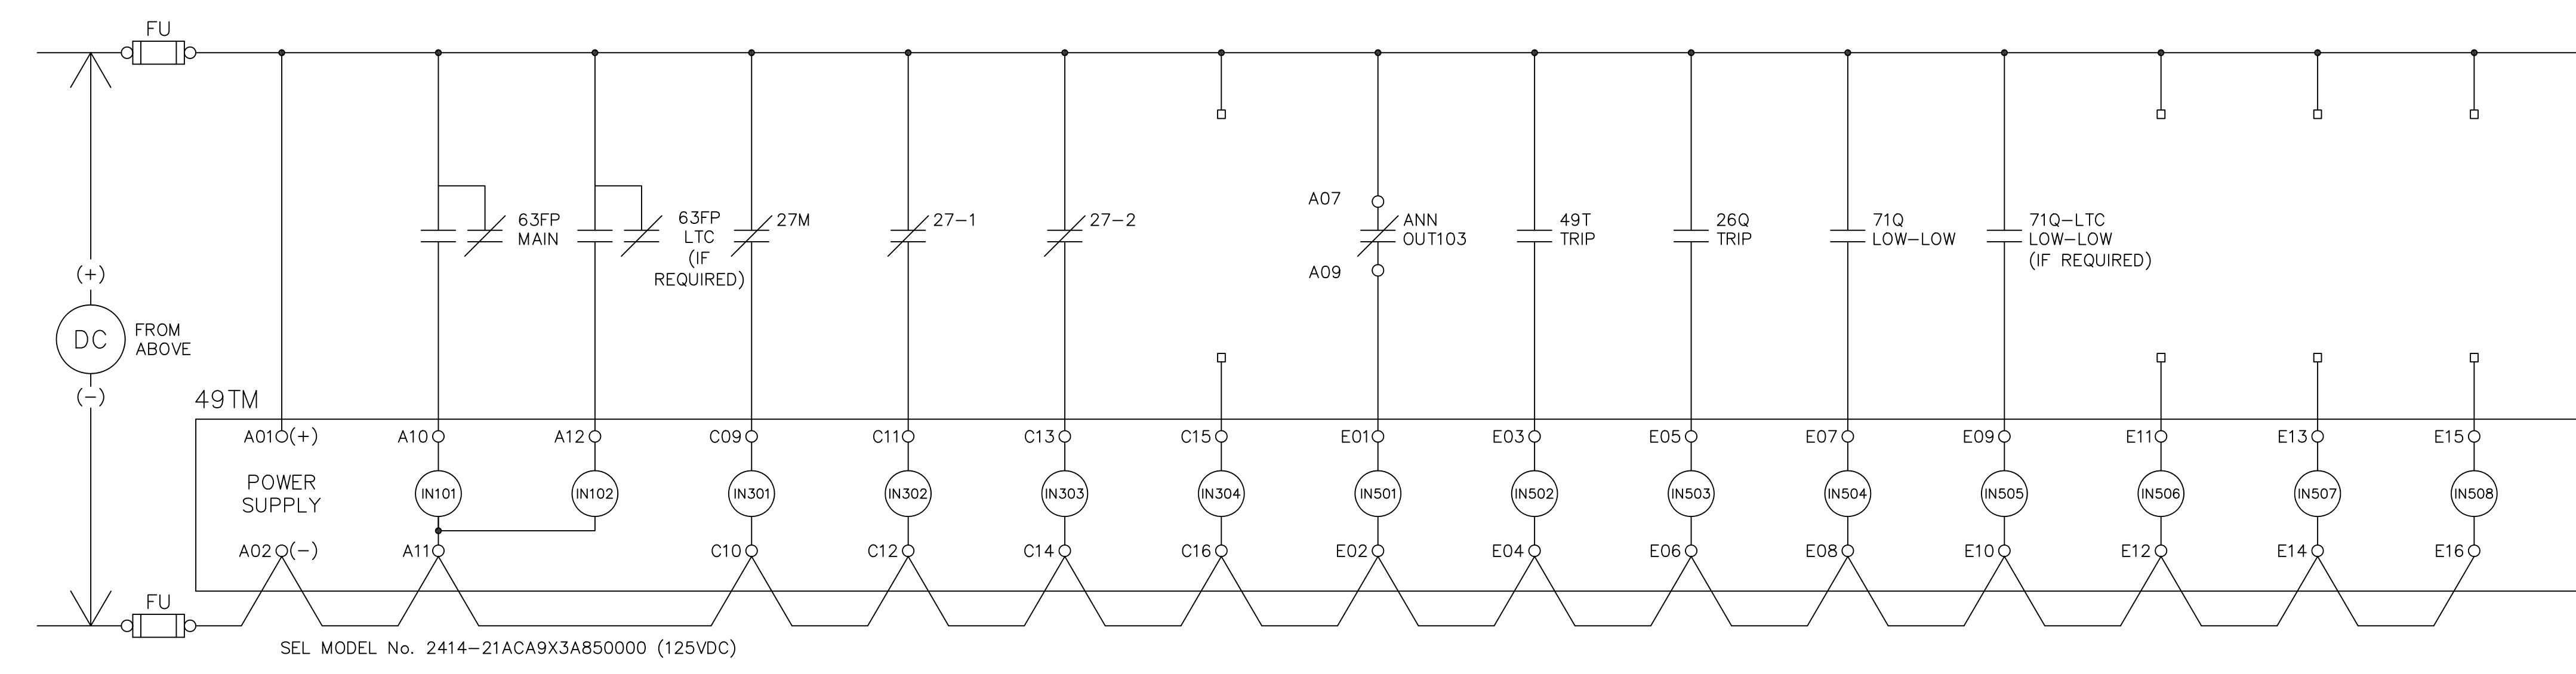 FU
63FP
MAIN
63FP
LTC
(IF
REQUIRED)
27M
27-1
27-2
A07
ANN
OUT103
A09
49T
TRIP
26Q
TRIP
71Q
LOW-LOW
71Q-LTC
LOW-LOW
(IF REQUIRED)
(+)
DC
FROM
ABOVE
(-)
49TM
A01 (+)
A10
A12
C09
C11
C13
C15
E01
E03
E05
E07
E09
E11
E13
E15
POWER
SUPPLY
IN101
IN102
IN301
IN302
IN303
IN304
IN501
IN502
IN503
IN504
IN505
IN506
IN507
IN508
A02 (-)
A11
C10
C12
C14
C16
E02
E04
E06
E08
E10
E12
E14
E16
FU
SEL MODEL No. 2414-21ACA9X3A850000 (125VDC)